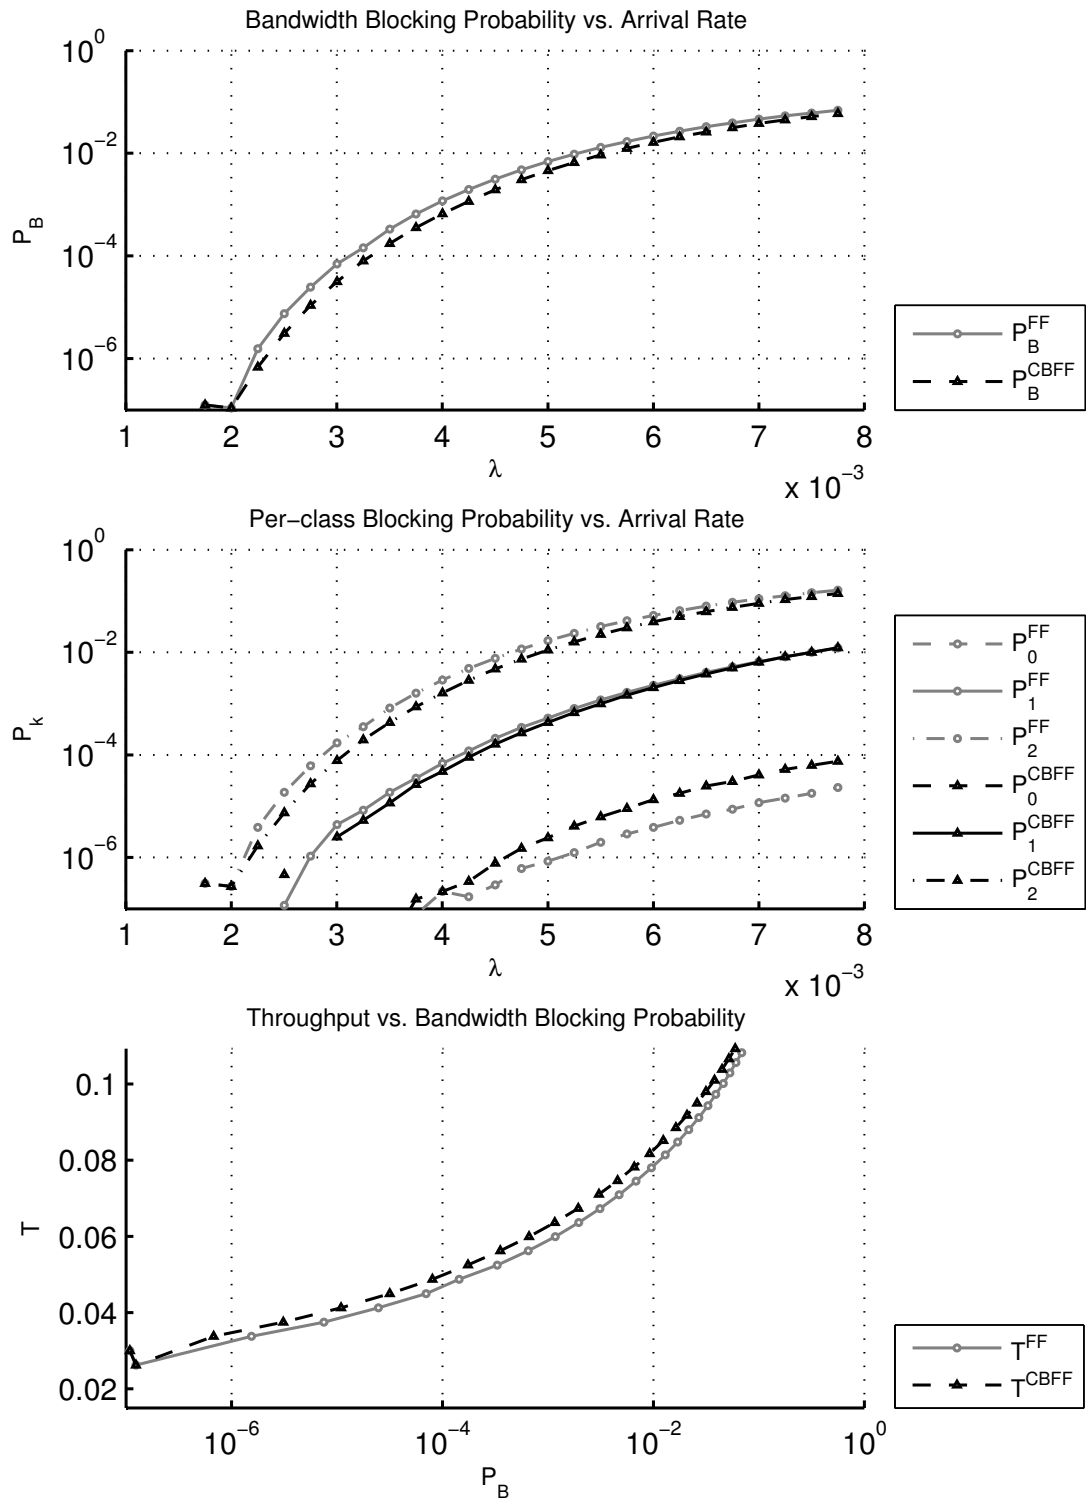 Bandwidth Blocking Probability vs. Arrival Rate
10^0
10^−2
10^−4
10^−6
P_B
1 2 3 4 5 6 7 8
λ
x 10^−3
P_B^FF
P_B^CBFF
Per−class Blocking Probability vs. Arrival Rate
10^0
10^−2
10^−4
10^−6
P_k
1 2 3 4 5 6 7 8
λ
x 10^−3
P_0^FF
P_1^FF
P_2^FF
P_0^CBFF
P_1^CBFF
P_2^CBFF
Throughput vs. Bandwidth Blocking Probability
0.1
0.08
0.06
0.04
0.02
T
10^−6 10^−4 10^−2 10^0
P_B
T^FF
T^CBFF